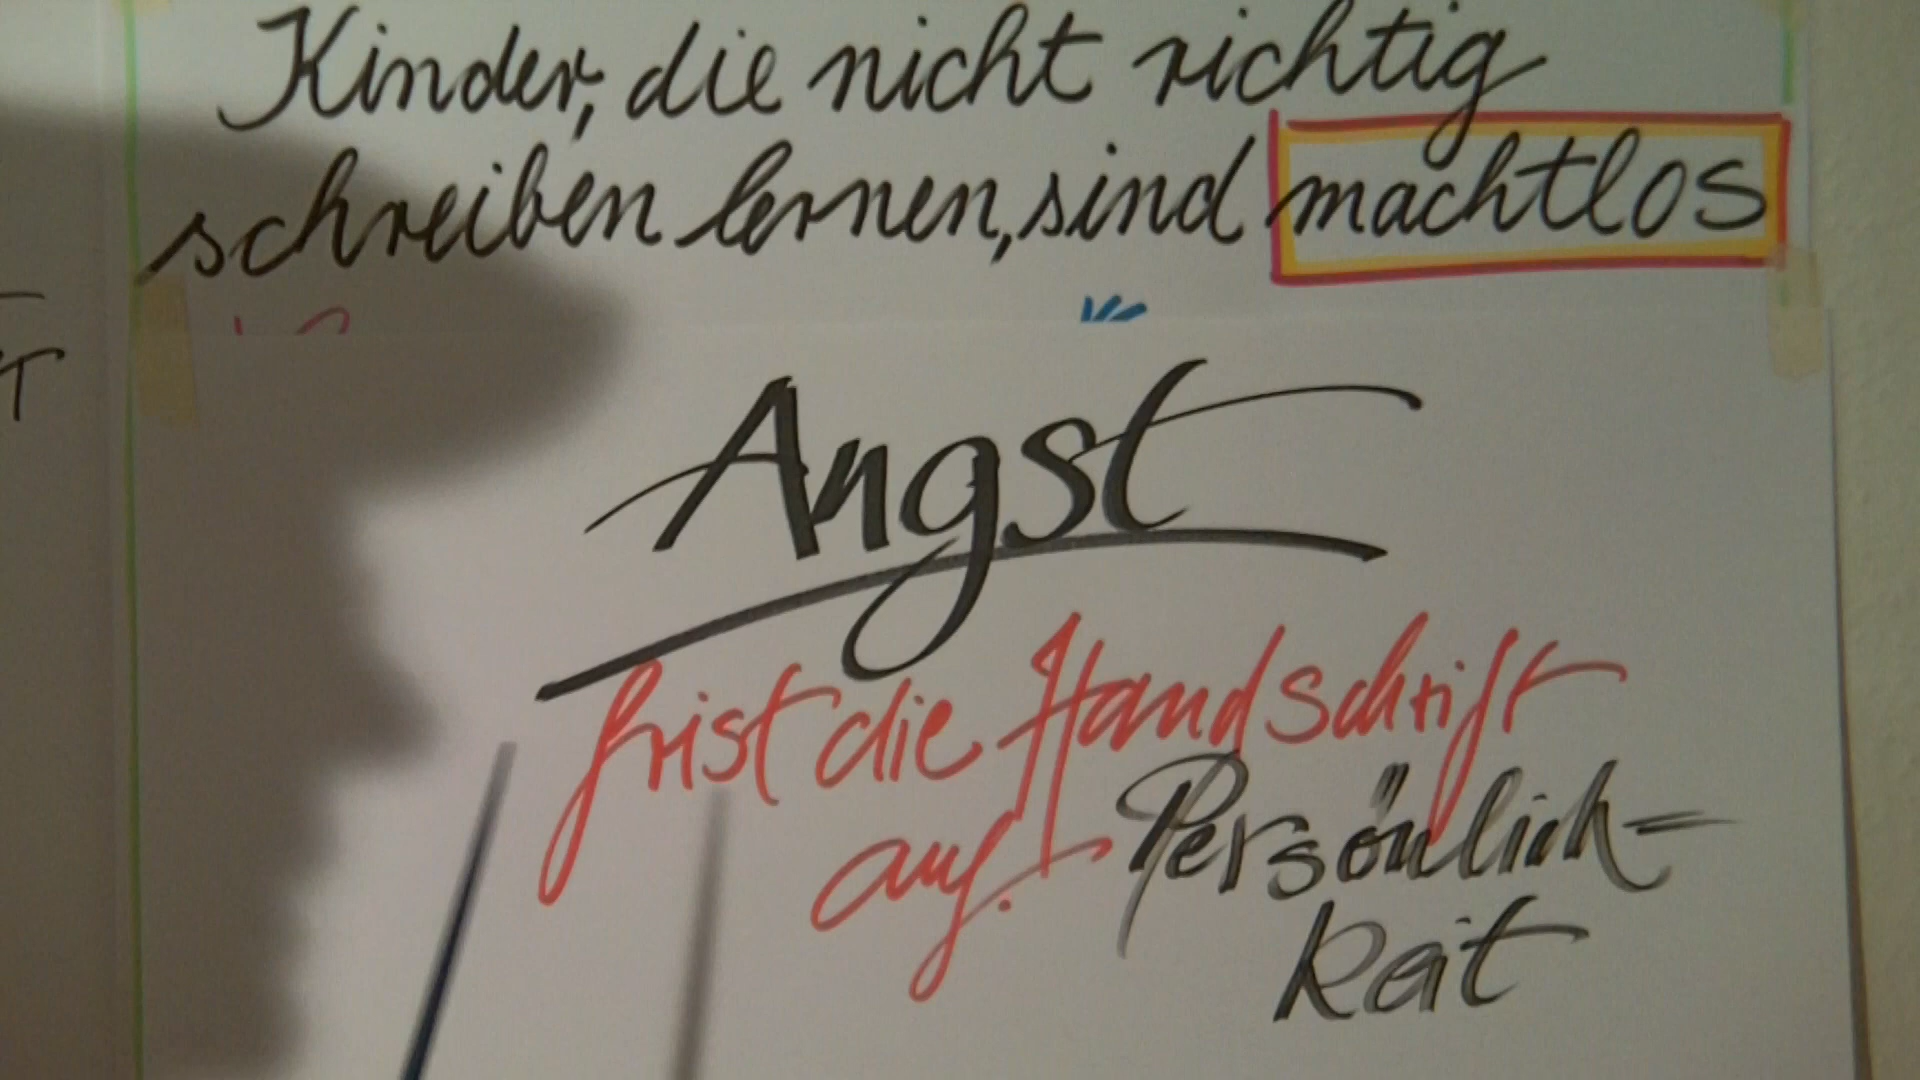 Kinder, die nicht richtig
schreiben lernen, sind machtlos
Angst
frist die Handschrift
auf.
Persönlich=
keit